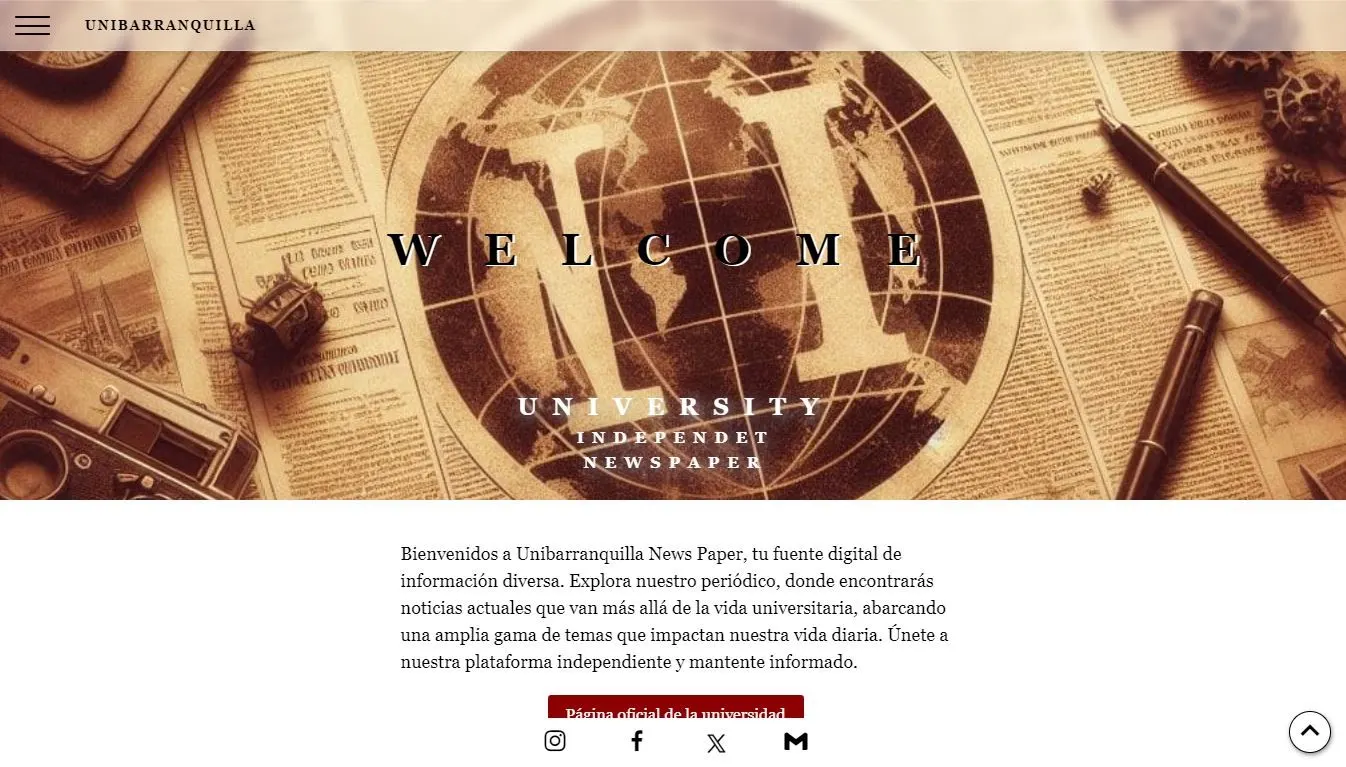 UNIBARRANQUILLA
WELCOME
UNIVERSITY
INDEPENDET
NEWSPAPER
Bienvenidos a Unibarranquilla News Paper, tu fuente digital de
información diversa. Explora nuestro periódico, donde encontrarás
noticias actuales que van más allá de la vida universitaria, abarcando
una amplia gama de temas que impactan nuestra vida diaria. Únete a
nuestra plataforma independiente y mantente informado.
Página oficial de la universidad